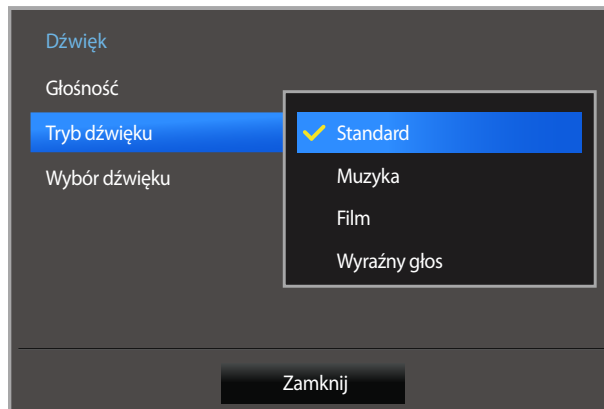 Dźwięk
Głośność
Tryb dźwięku
Standard
Wybór dźwięku
Muzyka
Film
Wyraźny głos
Zamknij